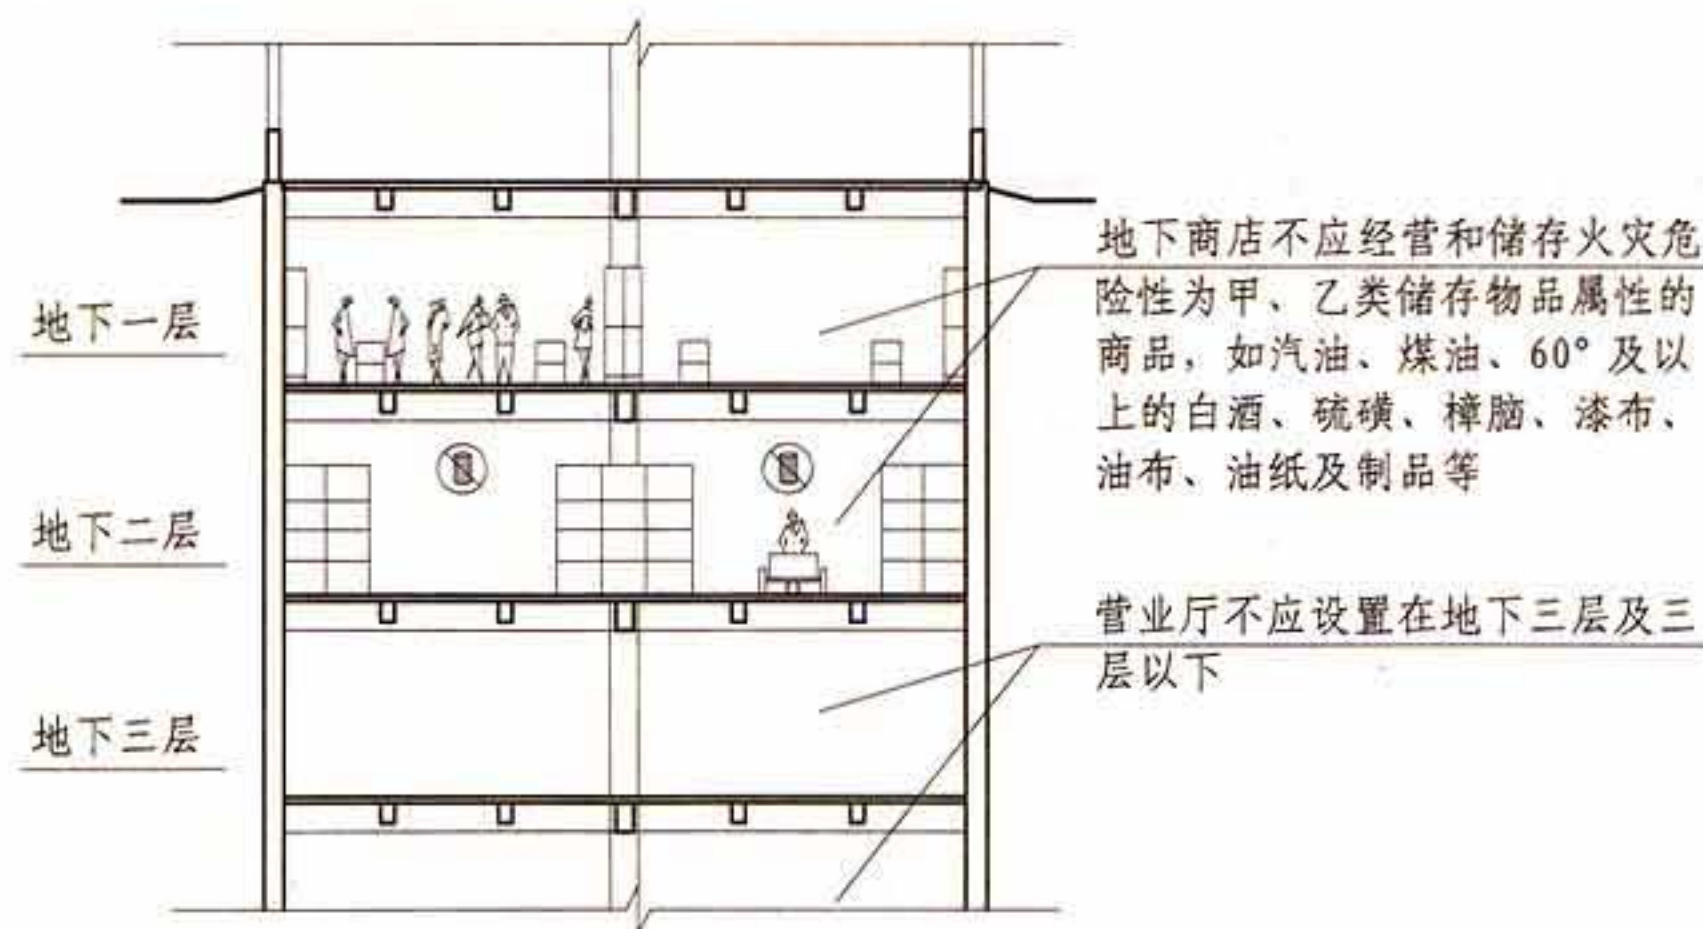 地下商店不应经营和储存火灾危
险性为甲、乙类储存物品属性的
商品，如汽油、煤油、60°及以
上的白酒、硫磺、樟脑、漆布、
油布、油纸及制品等
地下一层
地下二层
营业厅不应设置在地下三层及三
层以下
地下三层